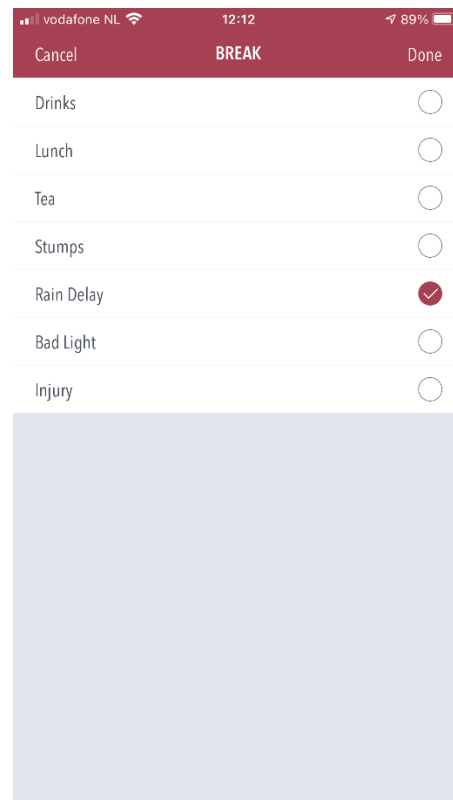 vodafone NL 12:12 89%
Cancel BREAK Done
Drinks
Lunch
Tea
Stumps
Rain Delay
Bad Light
Injury